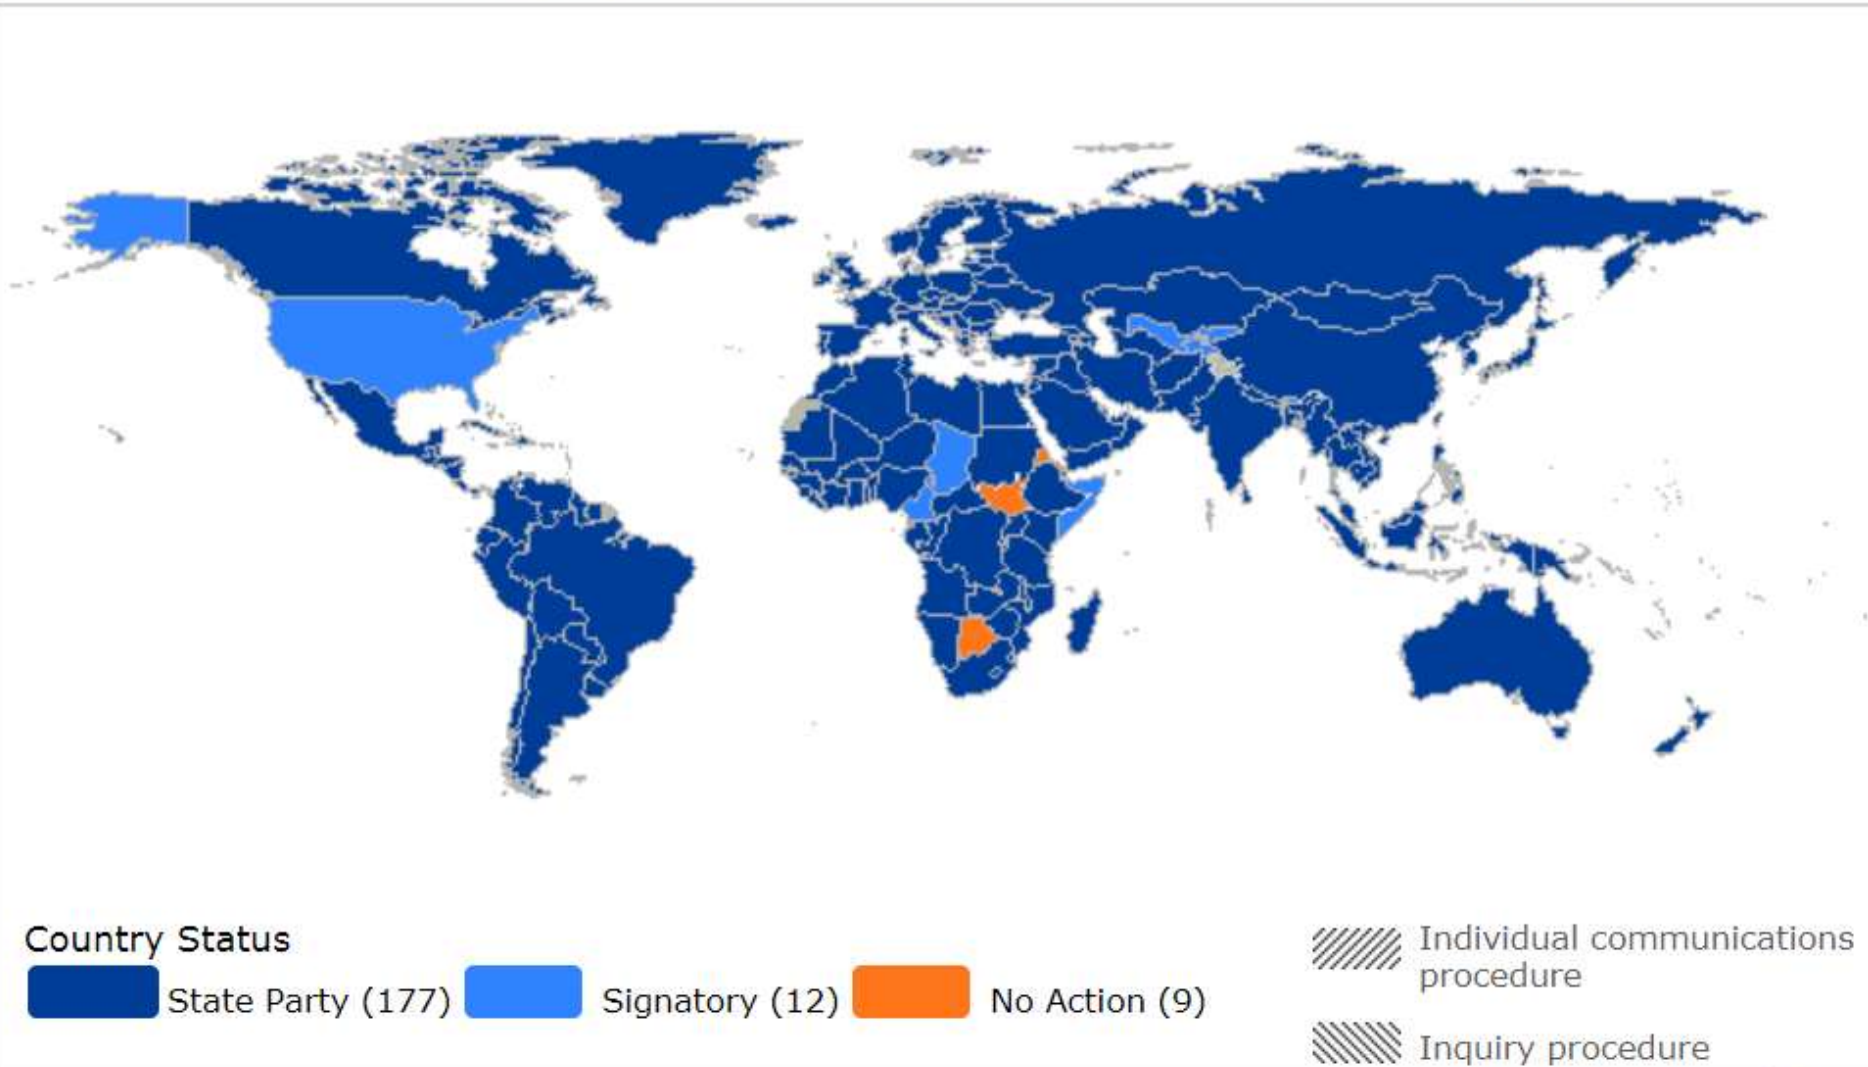 Country Status
State Party (177)
Signatory (12)
No Action (9)
Individual communications
procedure
Inquiry procedure